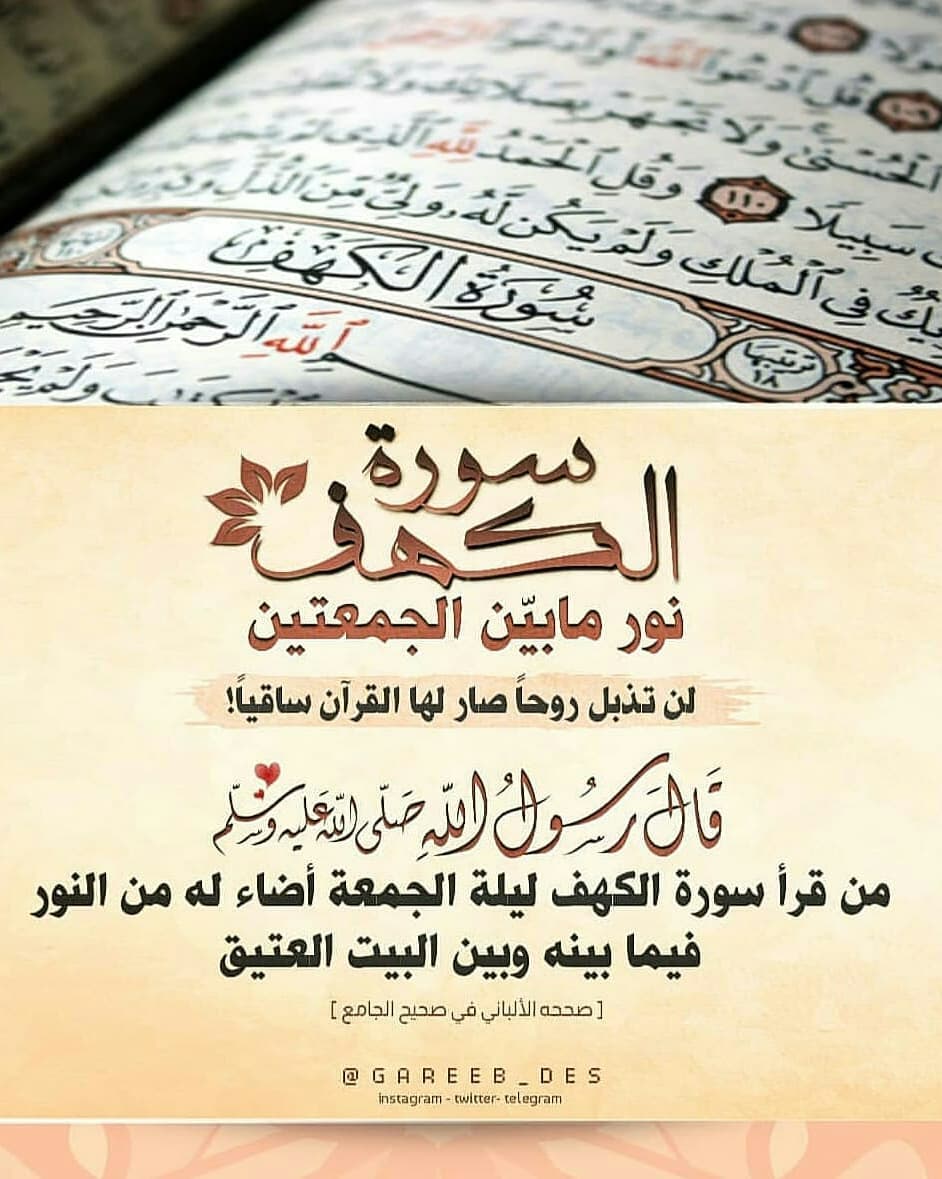 قُلِ ٱدْعُوا۟ ٱللَّهَ
ٱلْحُسْنَىٰ وَلَا تَجْهَرْ بِصَلَاتِكَ وَلَا
سَبِيلًا ١١٠ وَقُلِ ٱلْحَمْدُ لِلَّهِ ٱلَّذِى لَمْ
فِى ٱلْمُلْكِ وَلَمْ يَكُن لَّهُۥ وَلِىٌّ مِّنَ ٱلذُّلِّ وَكَبِّرْهُ
سُورَةُ الكَهْفِ
ترتيبها ١٨
ٱللَّهِ ٱلرَّحْمَٰنِ ٱلرَّحِيمِ
وَلَمْ
سورة
الكهف
نور مابيّن الجمعتين
لن تذبل روحاً صار لها القرآن ساقياً!
قَالَ رَسُولُ اللَّهِ صَلَّى اللَّهُ عَلَيْهِ وَسَلَّم
من قرأ سورة الكهف ليلة الجمعة أضاء له من النور
فيما بينه وبين البيت العتيق
[ صححه الألباني في صحيح الجامع ]
@GAREEB_DES
instagram - twitter- telegram